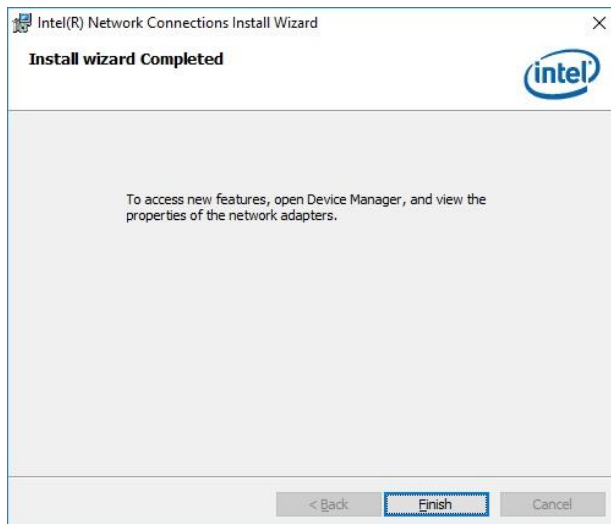 Intel(R) Network Connections Install Wizard
Install wizard Completed
intel
To access new features, open Device Manager, and view the
properties of the network adapters.
< Back
Finish
Cancel